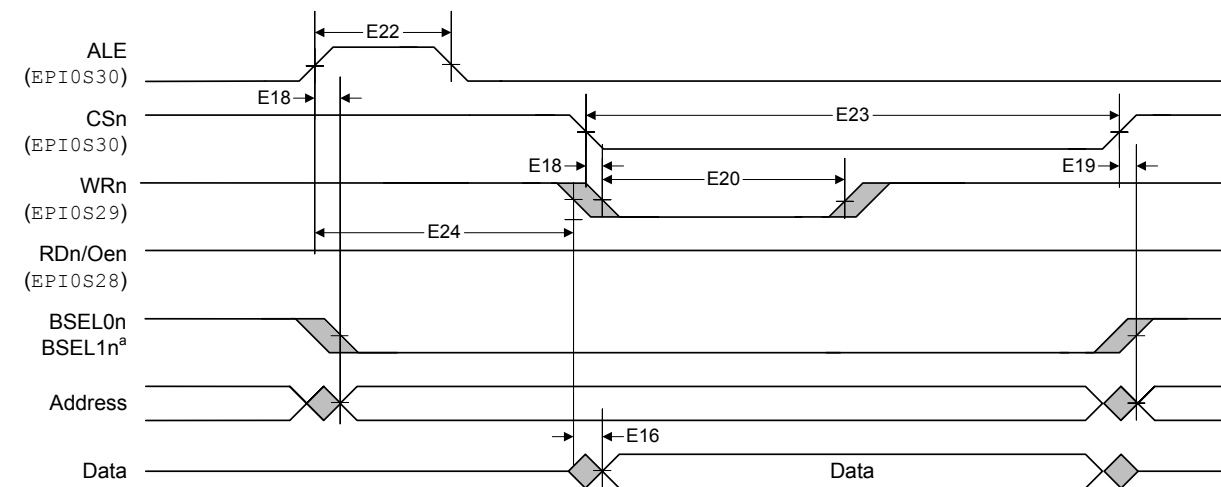 E22
ALE
(EPI0S30)
E18
CSn
E23
(EPI0S30)
E18
E20
E19
WRn
(EPI0S29)
E24
RDn/Oen
(EPI0S28)
BSEL0n
BSEL1nᵃ
Address
E16
Data
Data